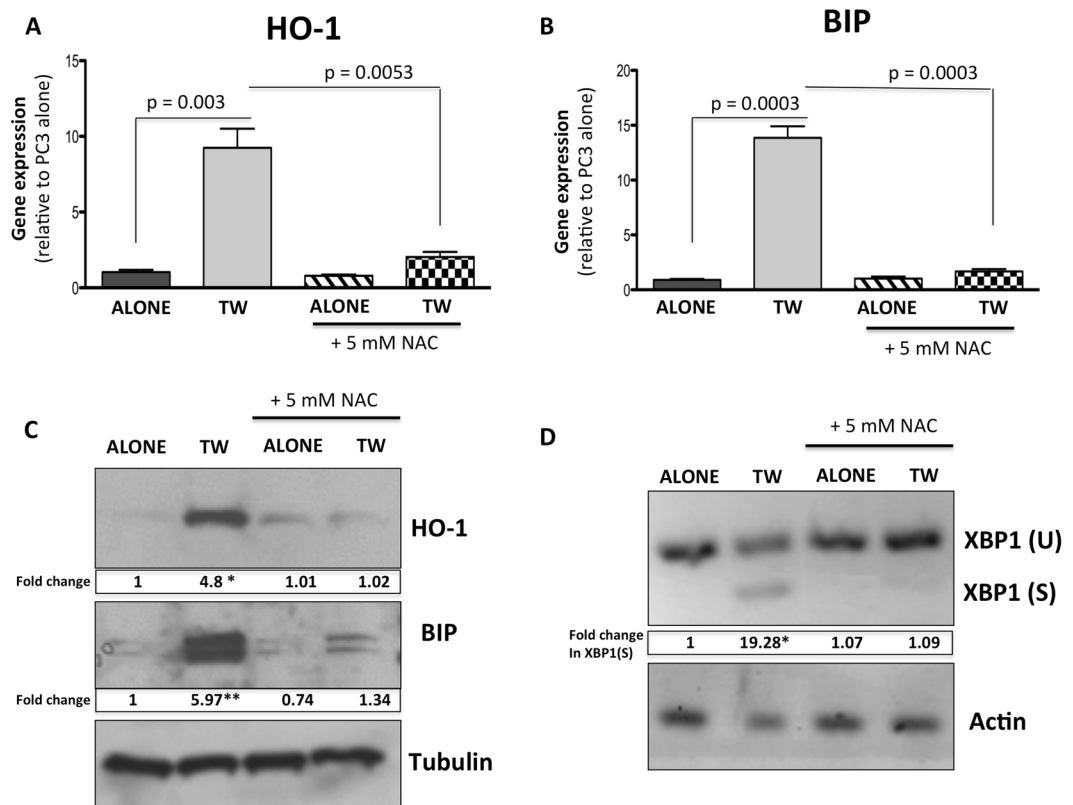 A
HO-1
Gene expression
(relative to PC3 alone)
15
10
5
0
p = 0.003
p = 0.0053
ALONE
TW
ALONE
TW
+ 5 mM NAC
B
BIP
Gene expression
(relative to PC3 alone)
20
15
10
5
0
p = 0.0003
p = 0.0003
ALONE
TW
ALONE
TW
+ 5 mM NAC
C
+ 5 mM NAC
ALONE TW ALONE TW
HO-1
Fold change 1 4.8 * 1.01 1.02
BIP
Fold change 1 5.97** 0.74 1.34
Tubulin
D
+ 5 mM NAC
ALONE TW ALONE TW
XBP1 (U)
XBP1 (S)
Fold change
In XBP1(S)
1 19.28* 1.07 1.09
Actin